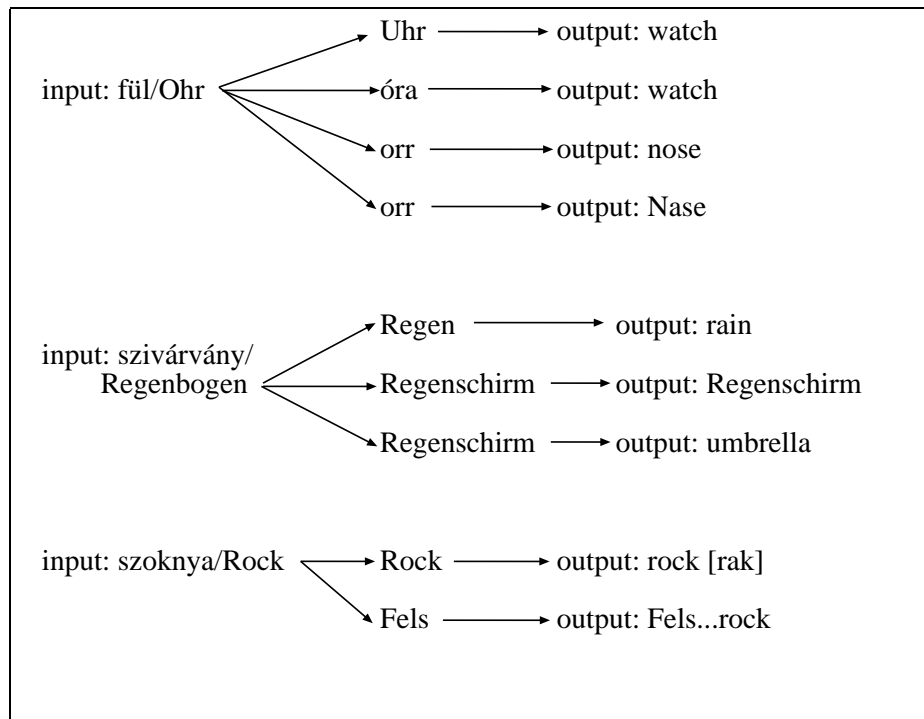 Uhr output: watch
input: fül/Ohr óra output: watch
orr output: nose
orr output: Nase
Regen output: rain
input: szivárvány/
Regenbogen Regenschirm output: Regenschirm
Regenschirm output: umbrella
input: szoknya/Rock Rock output: rock [rak]
Fels output: Fels...rock